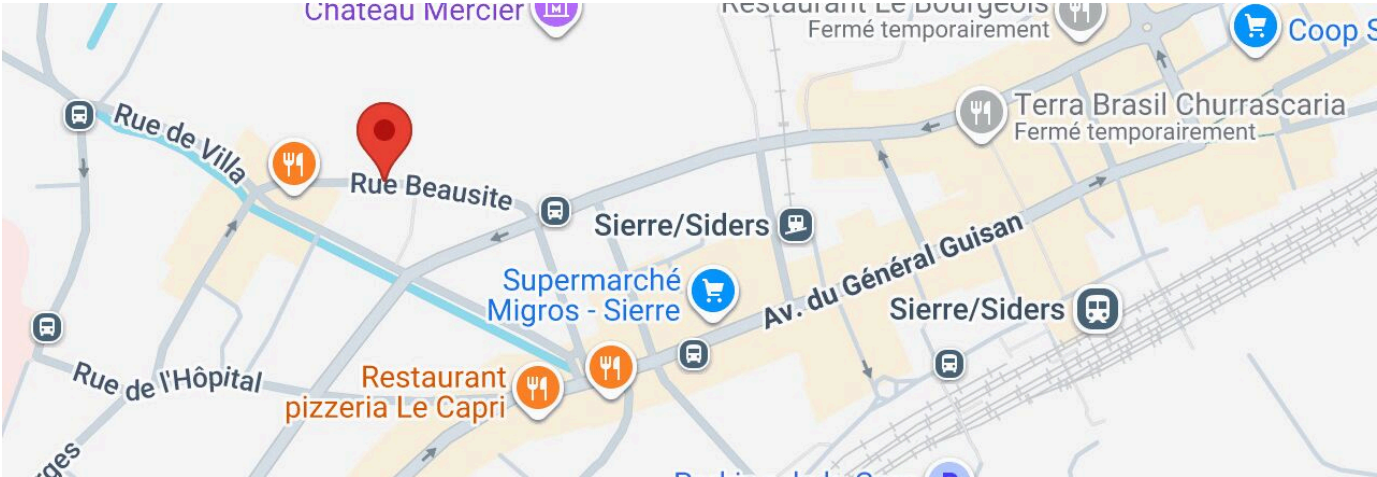 Château Mercier
Restaurant Le Bourgeois
Fermé temporairement
Coop S
Terra Brasil Churrascaria
Fermé temporairement
Rue de Villa
Rue Beausite
Sierre/Siders
Supermarché
Migros - Sierre
Av. du Général Guisan
Sierre/Siders
Rue de l'Hôpital
Restaurant
pizzeria Le Capri